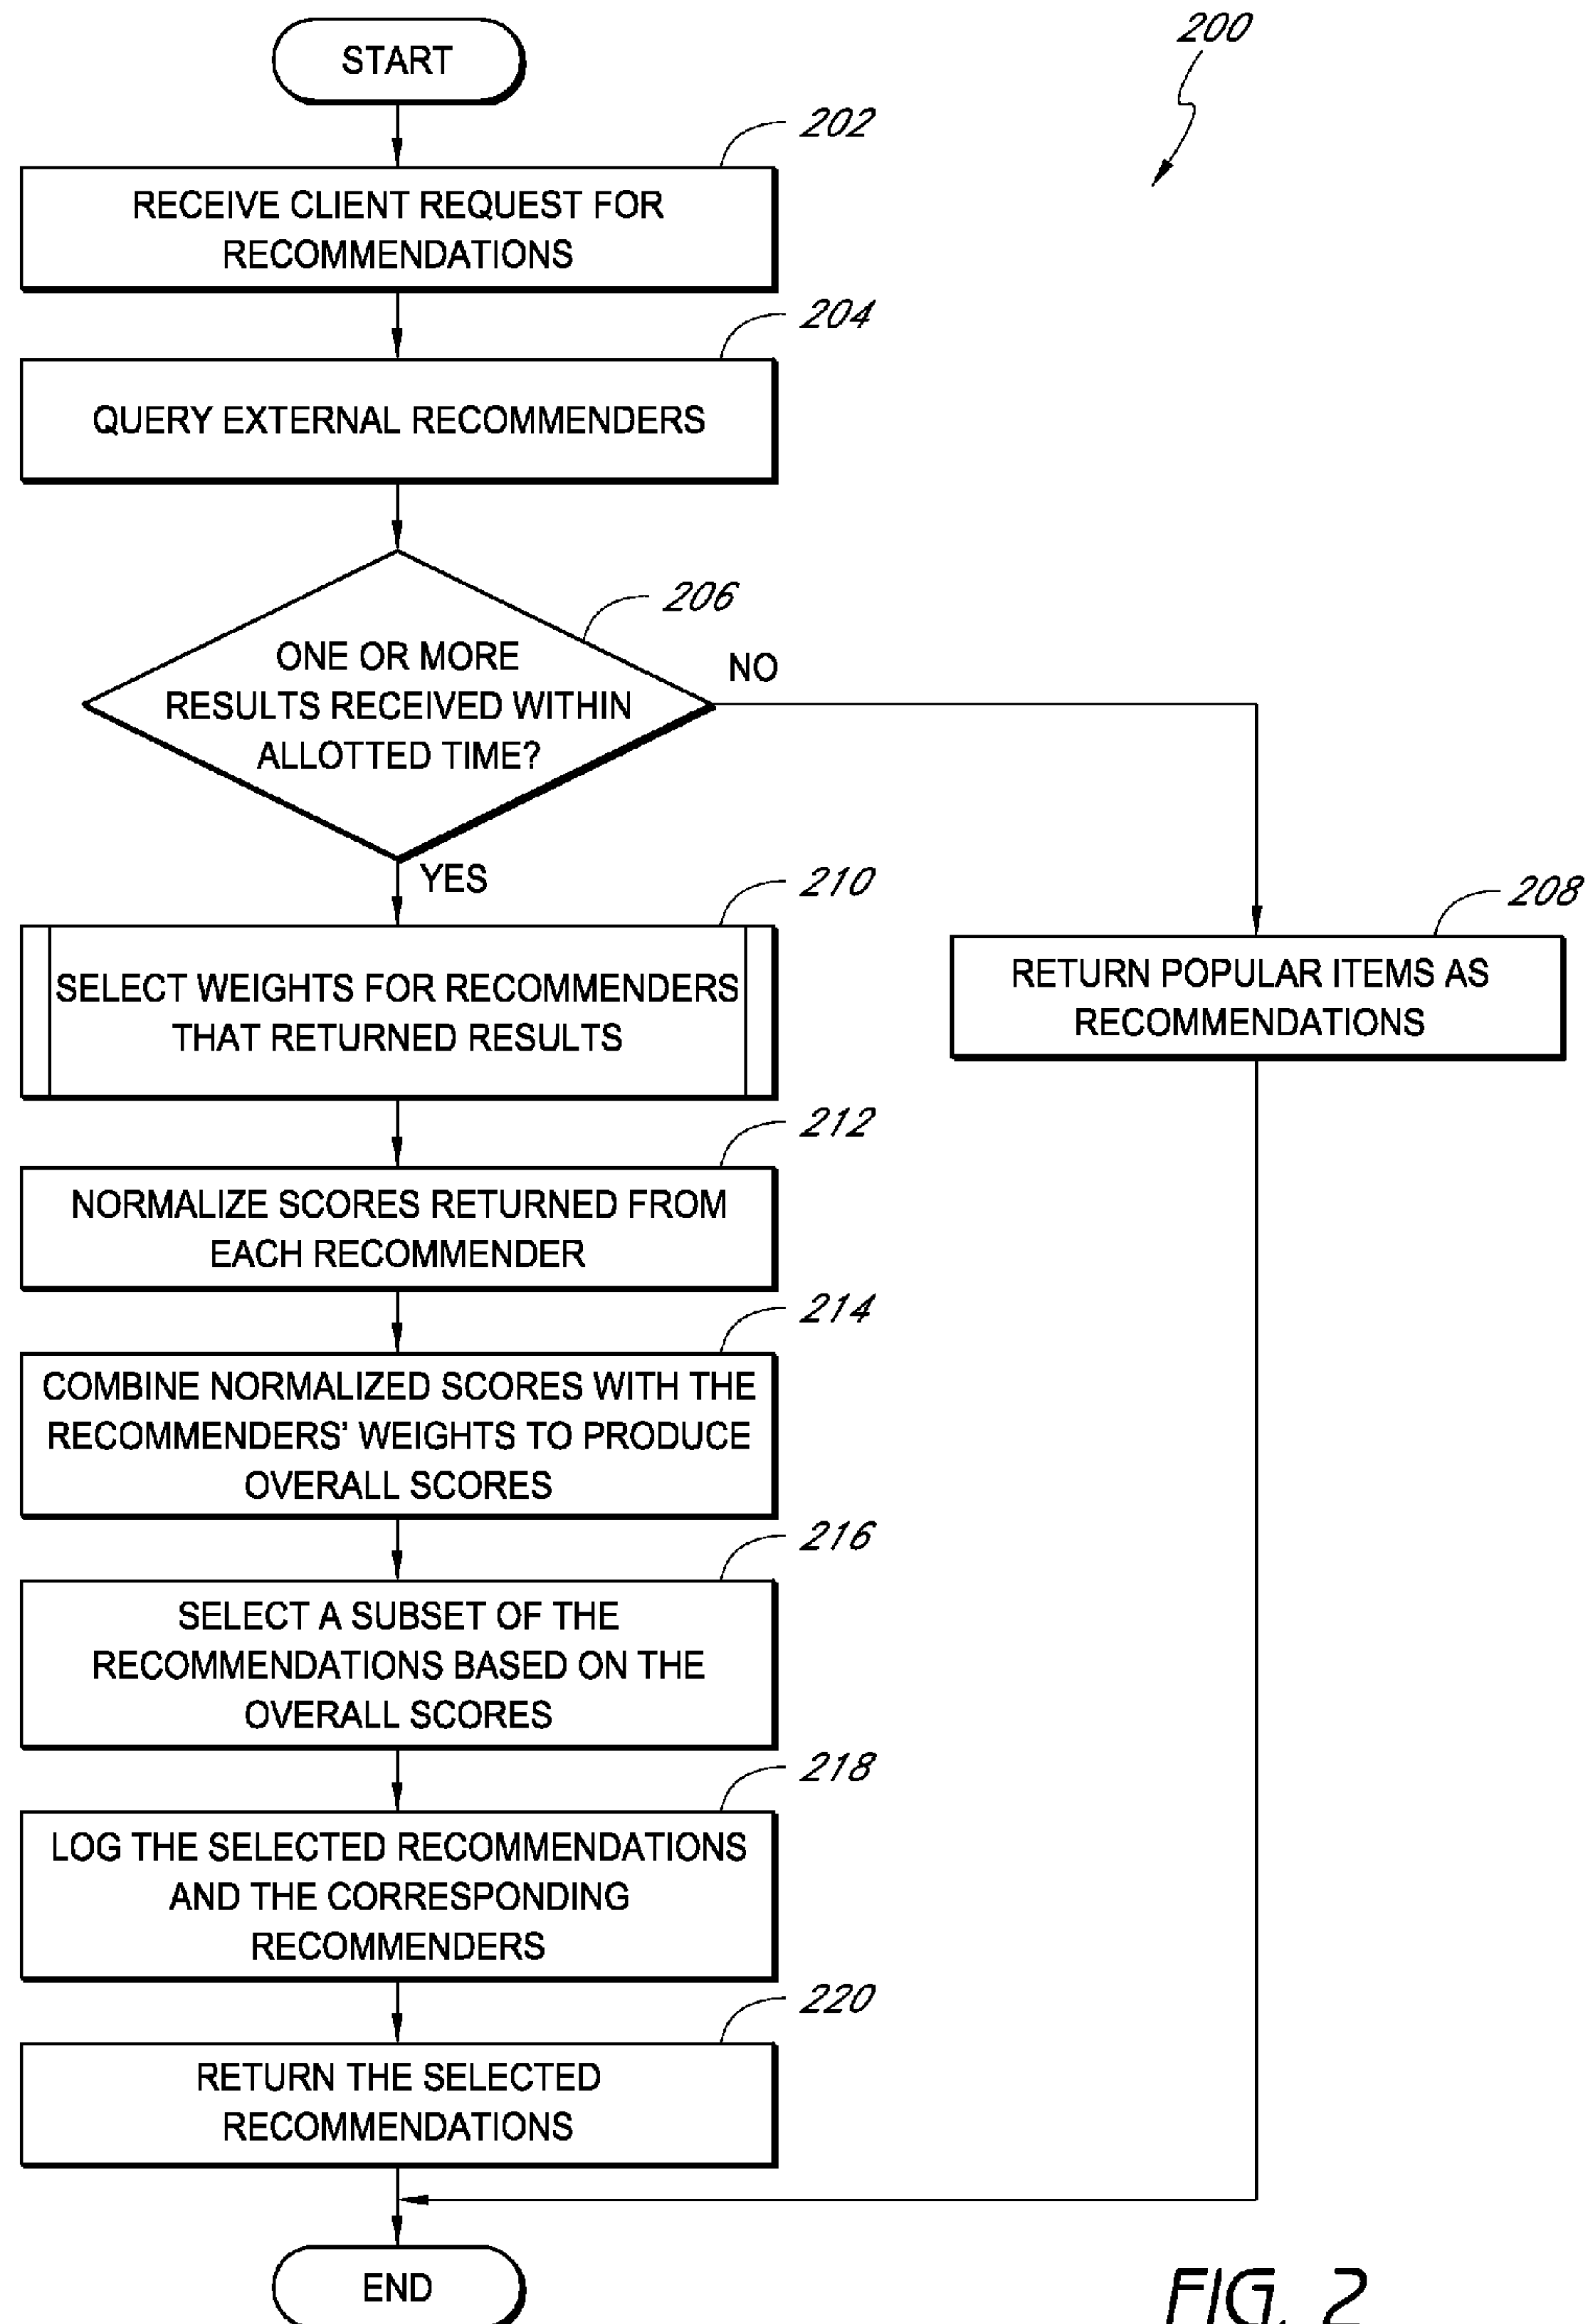 START
200
202
RECEIVE CLIENT REQUEST FOR
RECOMMENDATIONS
204
QUERY EXTERNAL RECOMMENDERS
206
ONE OR MORE
RESULTS RECEIVED WITHIN
ALLOTTED TIME?
NO
YES
210
SELECT WEIGHTS FOR RECOMMENDERS
THAT RETURNED RESULTS
208
RETURN POPULAR ITEMS AS
RECOMMENDATIONS
212
NORMALIZE SCORES RETURNED FROM
EACH RECOMMENDER
214
COMBINE NORMALIZED SCORES WITH THE
RECOMMENDERS' WEIGHTS TO PRODUCE
OVERALL SCORES
216
SELECT A SUBSET OF THE
RECOMMENDATIONS BASED ON THE
OVERALL SCORES
218
LOG THE SELECTED RECOMMENDATIONS
AND THE CORRESPONDING
RECOMMENDERS
220
RETURN THE SELECTED
RECOMMENDATIONS
END
FIG. 2